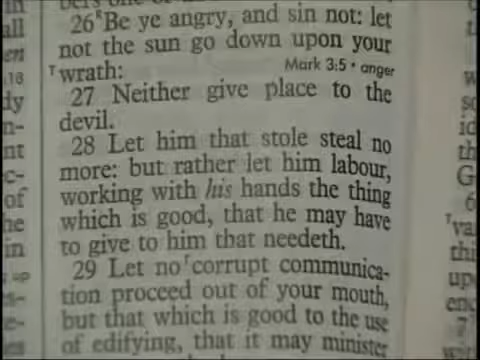 bers one of
26 Be ye angry, and sin not: let
not the sun go down upon your
wrath: Mark 3:5 • anger
27 Neither give place to the
devil.
28 Let him that stole steal no
more: but rather let him labour,
working with his hands the thing
which is good, that he may have
to give to him that needeth.
29 Let no corrupt communica-
tion proceed out of your mouth,
but that which is good to the use
of edifying, that it may minister